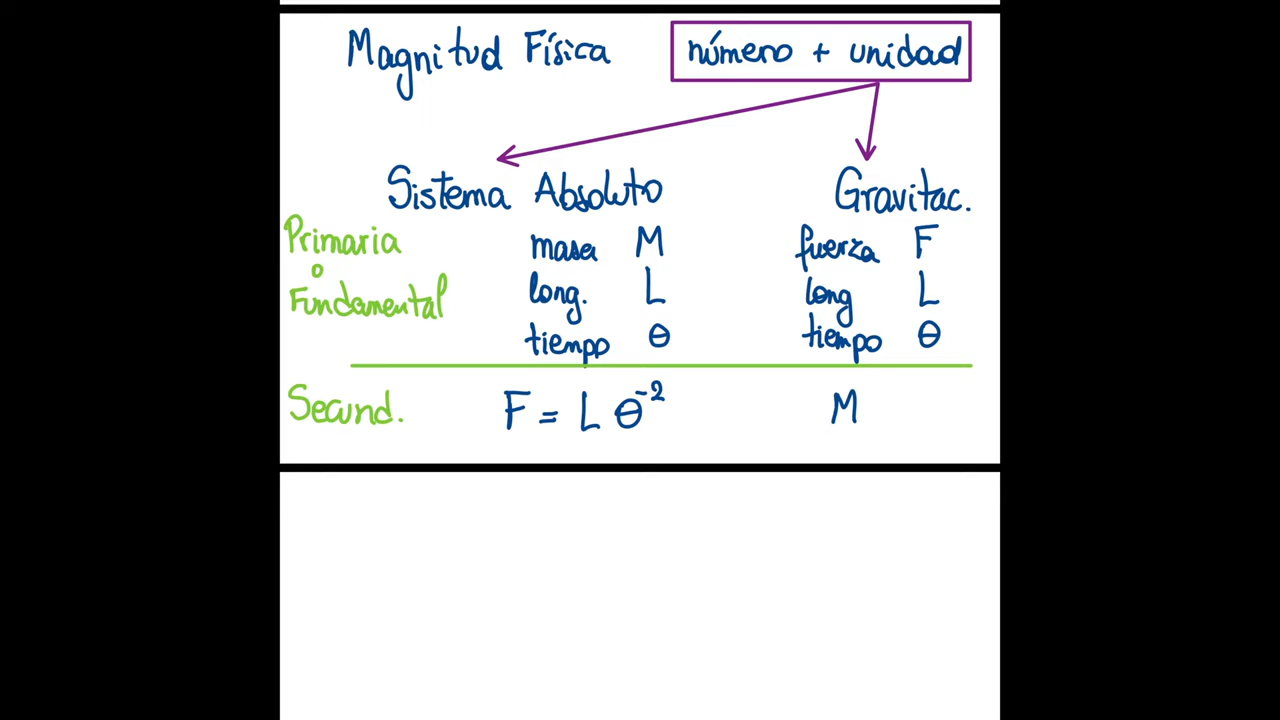 Magnitud Física número + unidad
Sistema Absoluto Gravitac.
Primaria masa M fuerza F
o
Fundamental long. L long L
tiempo θ tiempo θ
Secund. F = L θ⁻² M